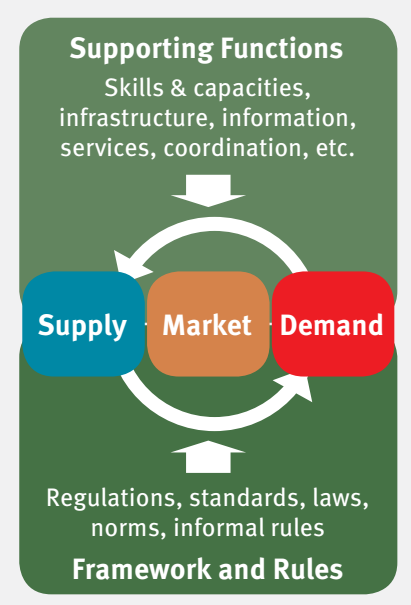 Supporting Functions
Skills & capacities,
infrastructure, information,
services, coordination, etc.
Supply
Market
Demand
Regulations, standards, laws,
norms, informal rules
Framework and Rules